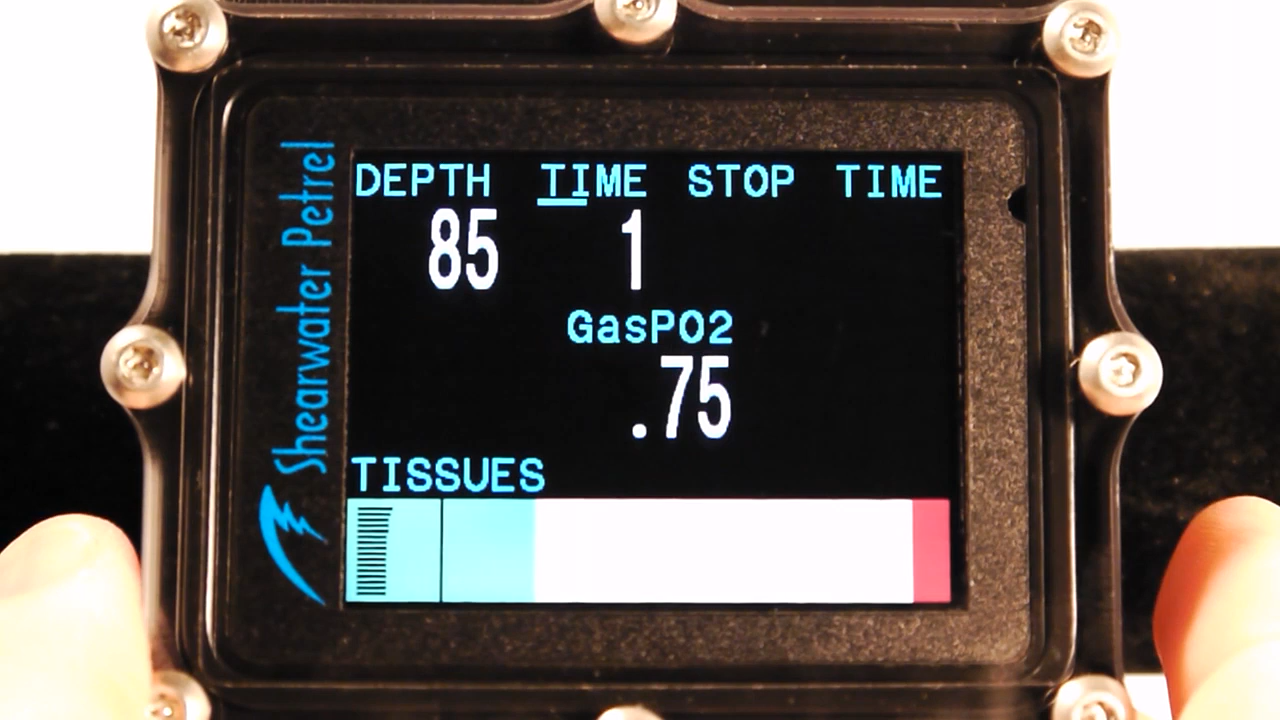 Shearwater Petrel
DEPTH TIME STOP TIME
85 1
GasPO2
.75
TISSUES